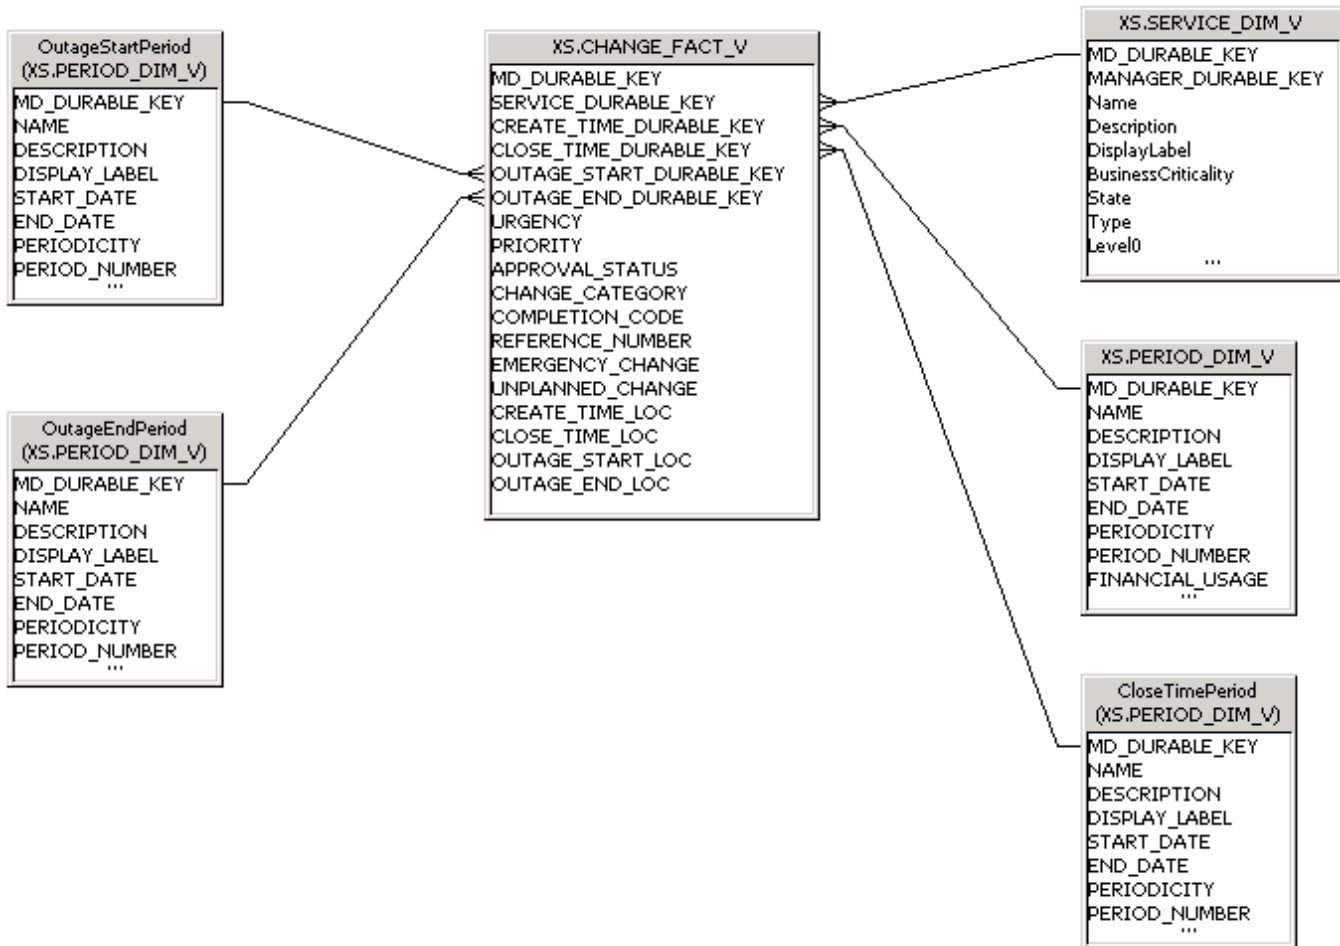 OutageStartPeriod
(XS.PERIOD_DIM_V)
MD_DURABLE_KEY
NAME
DESCRIPTION
DISPLAY_LABEL
START_DATE
END_DATE
PERIODICITY
PERIOD_NUMBER
...
OutageEndPeriod
(XS.PERIOD_DIM_V)
MD_DURABLE_KEY
NAME
DESCRIPTION
DISPLAY_LABEL
START_DATE
END_DATE
PERIODICITY
PERIOD_NUMBER
...
XS.CHANGE_FACT_V
MD_DURABLE_KEY
SERVICE_DURABLE_KEY
CREATE_TIME_DURABLE_KEY
CLOSE_TIME_DURABLE_KEY
OUTAGE_START_DURABLE_KEY
OUTAGE_END_DURABLE_KEY
URGENCY
PRIORITY
APPROVAL_STATUS
CHANGE_CATEGORY
COMPLETION_CODE
REFERENCE_NUMBER
EMERGENCY_CHANGE
UNPLANNED_CHANGE
CREATE_TIME_LOC
CLOSE_TIME_LOC
OUTAGE_START_LOC
OUTAGE_END_LOC
XS.SERVICE_DIM_V
MD_DURABLE_KEY
MANAGER_DURABLE_KEY
Name
Description
DisplayLabel
BusinessCriticality
State
Type
Level0
...
XS.PERIOD_DIM_V
MD_DURABLE_KEY
NAME
DESCRIPTION
DISPLAY_LABEL
START_DATE
END_DATE
PERIODICITY
PERIOD_NUMBER
FINANCIAL_USAGE
...
CloseTimePeriod
(XS.PERIOD_DIM_V)
MD_DURABLE_KEY
NAME
DESCRIPTION
DISPLAY_LABEL
START_DATE
END_DATE
PERIODICITY
PERIOD_NUMBER
...